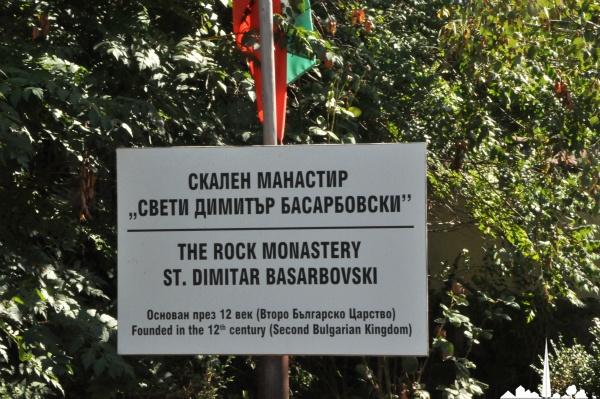 СКАЛЕН МАНАСТИР
„СВЕТИ ДИМИТЪР БАСАРБОВСКИ"
THE ROCK MONASTERY
ST. DIMITAR BASARBOVSKI
Основан през 12 век (Второ Българско Царство)
Founded in the 12th century (Second Bulgarian Kingdom)